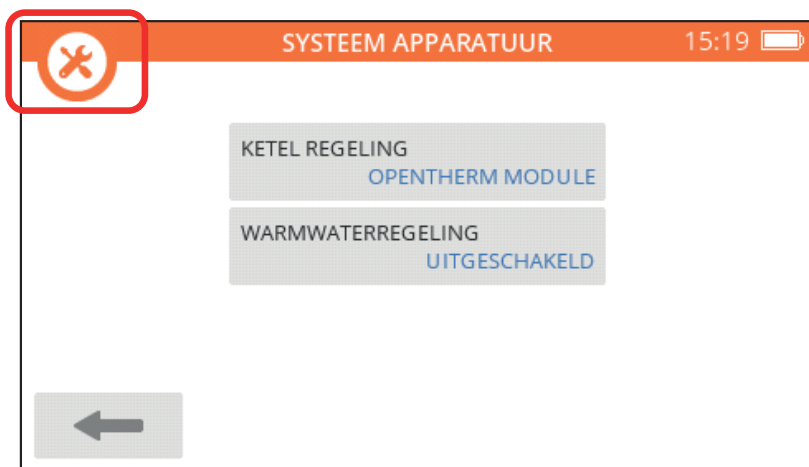 SYSTEEM APPARATUUR 15:19
KETEL REGELING
OPENTHERM MODULE
WARMWATERREGELING
UITGESCHAKELD